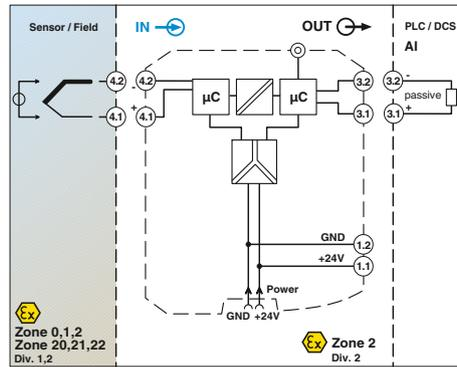 Sensor / Field
IN
OUT
PLC / DCS
AI
4.2
4.2
-
µC
µC
3.2
3.2
-
passive
+
4.1
4.1
3.1
3.1
+
GND
1.2
+24V
1.1
Power
GND +24V
Ex
Zone 0,1,2
Zone 20,21,22
Div. 1,2
Ex
Zone 2
Div. 2